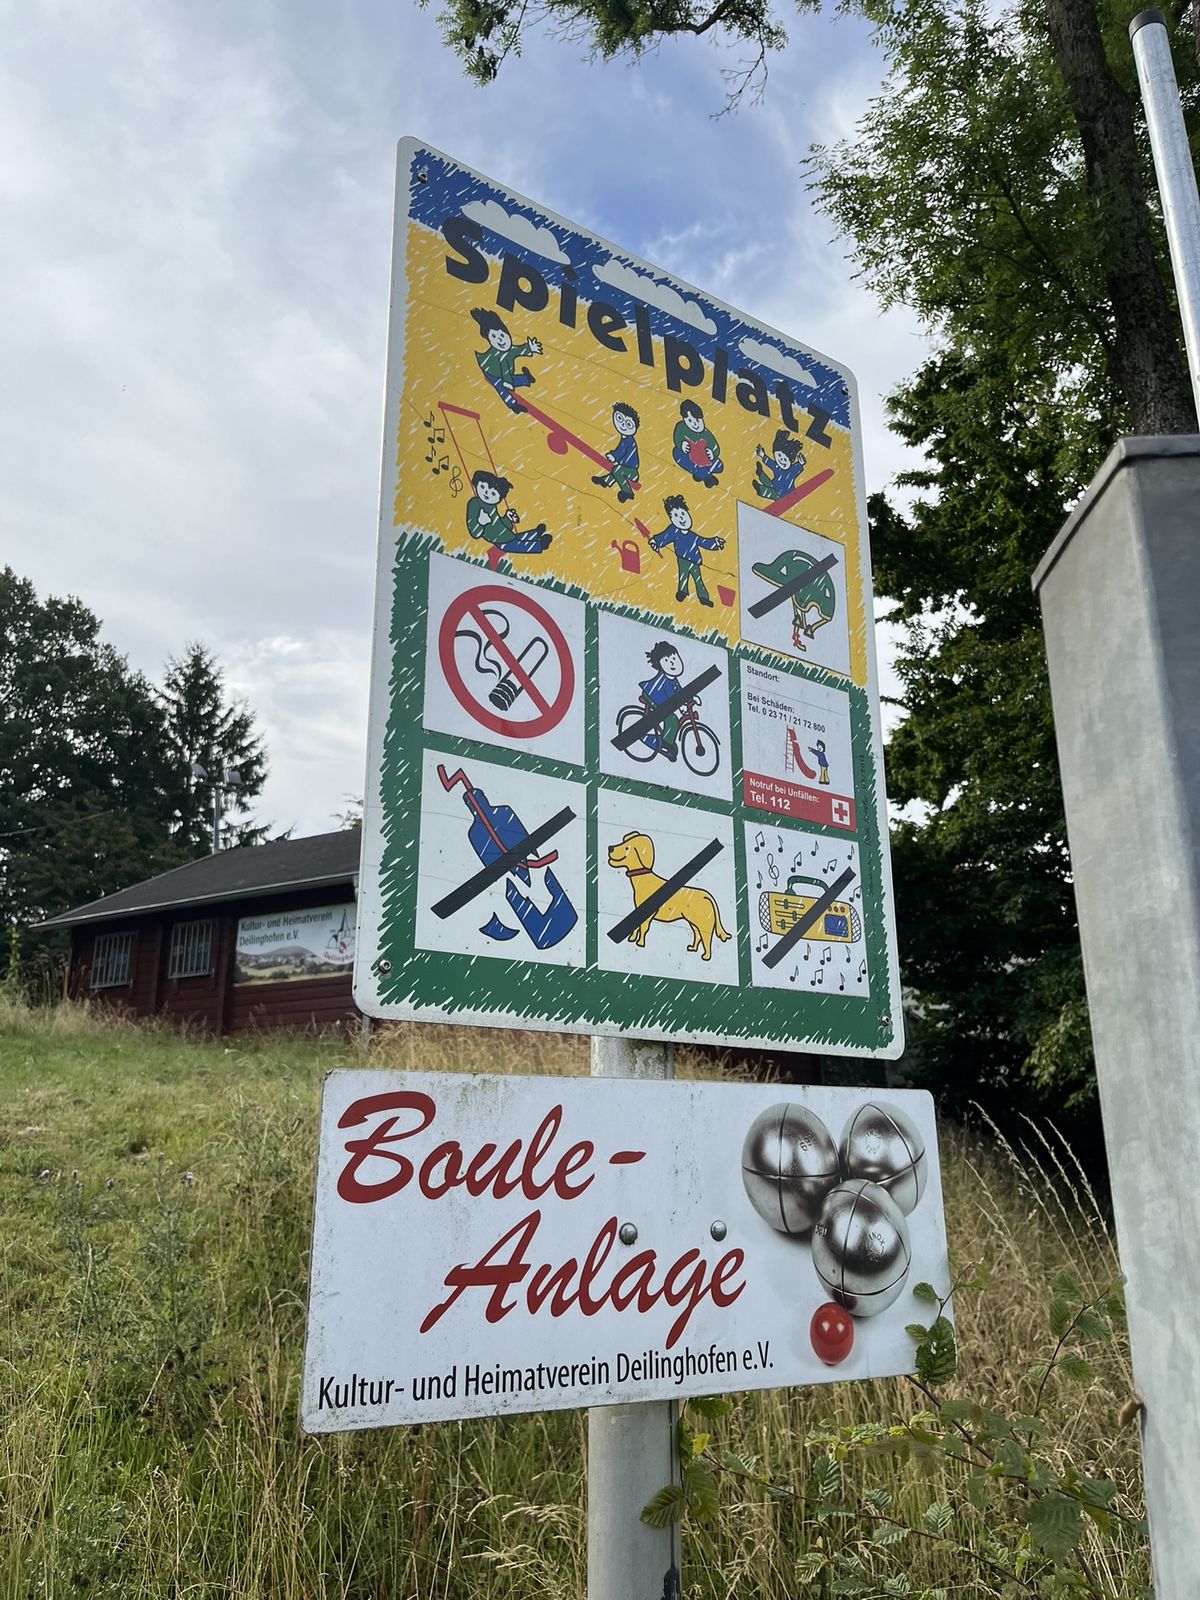 Spielplatz
Standort:
Bei Schäden:
Tel. 0 23 71 / 21 72 800
Notruf bei Unfällen:
Tel. 112
Kultur- und Heimatverein
Deilinghofen e.V.
Boule-
Anlage
Kultur- und Heimatverein Deilinghofen e.V.